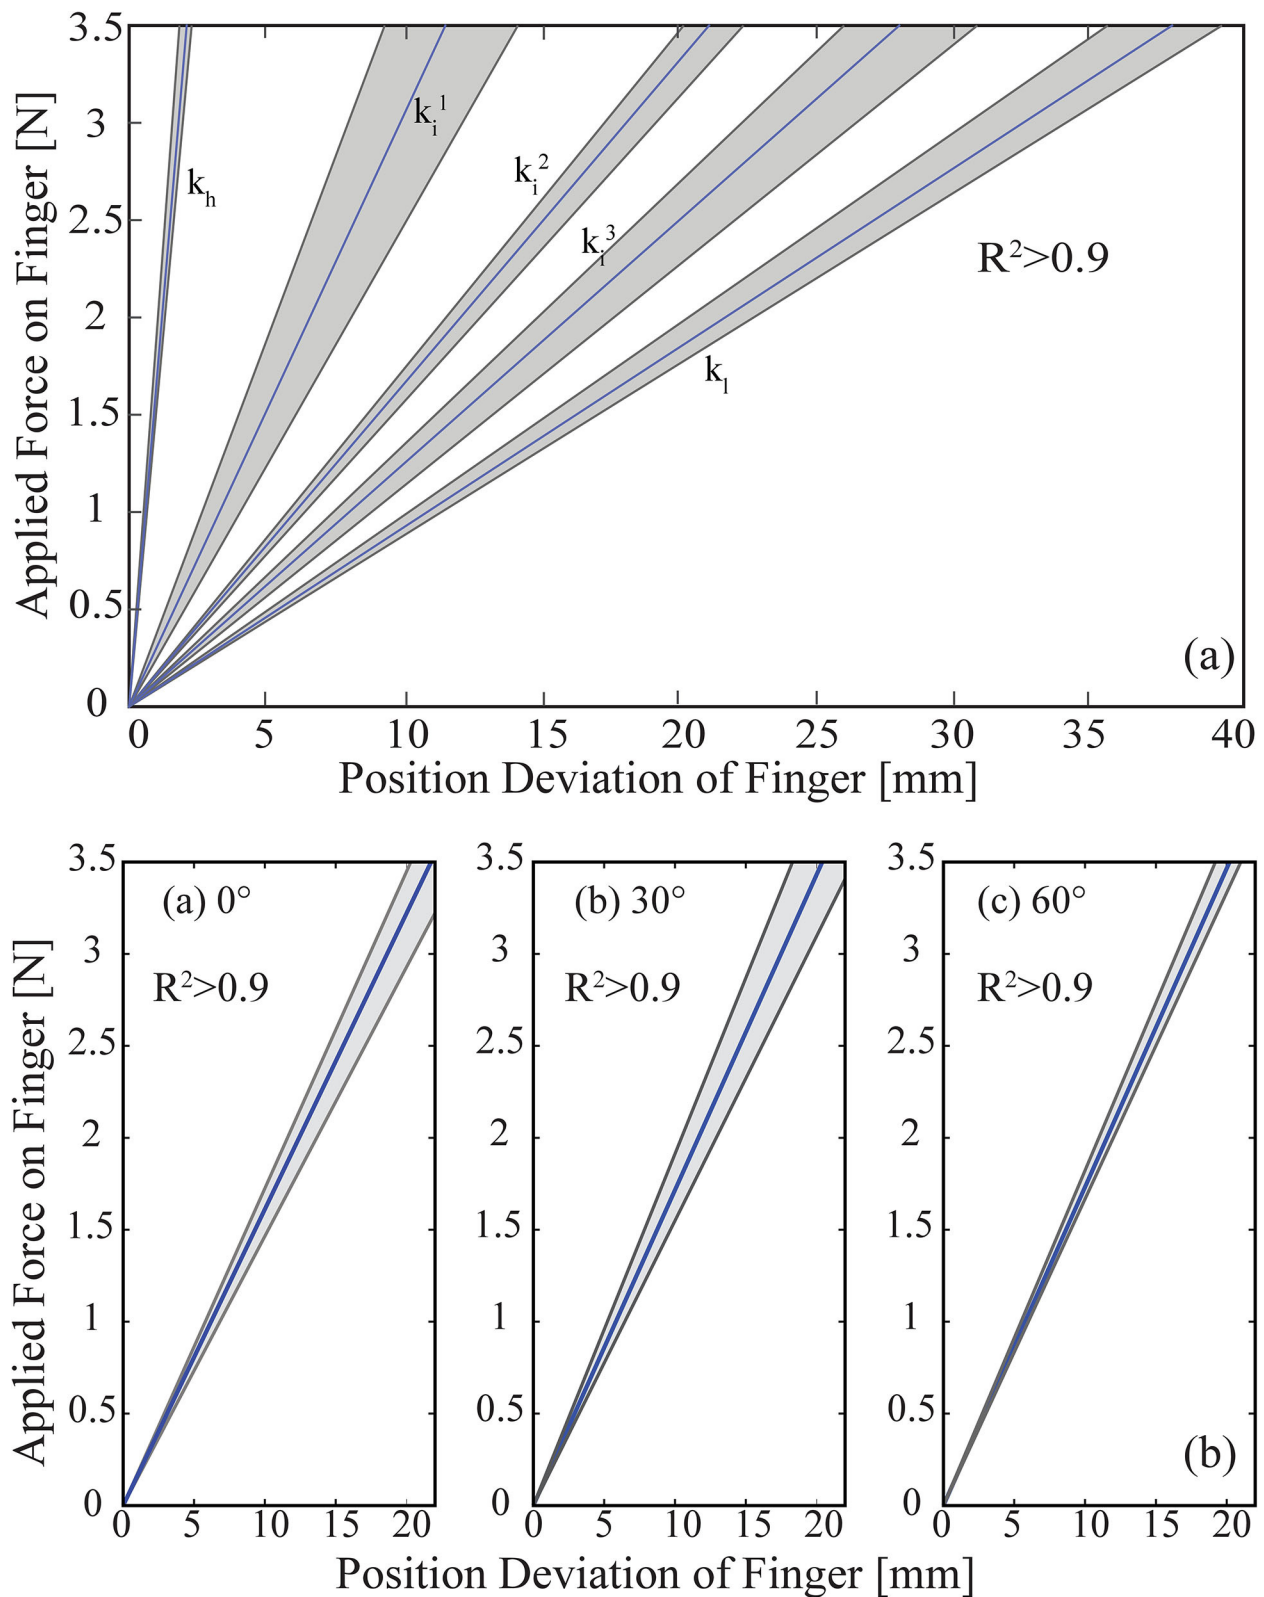 3.5
3
2.5
2
1.5
1
0.5
0
Applied Force on Finger [N]
k_h
k_i^1
k_i^2
k_i^3
k_l
R²>0.9
(a)
0 5 10 15 20 25 30 35 40
Position Deviation of Finger [mm]
Applied Force on Finger [N]
3.5
3
2.5
2
1.5
1
0.5
0
(a) 0°
R²>0.9
0 5 10 15 20
3.5
3
2.5
2
1.5
1
0.5
0
(b) 30°
R²>0.9
0 5 10 15 20
3.5
3
2.5
2
1.5
1
0.5
0
(c) 60°
R²>0.9
(b)
0 5 10 15 20
Position Deviation of Finger [mm]